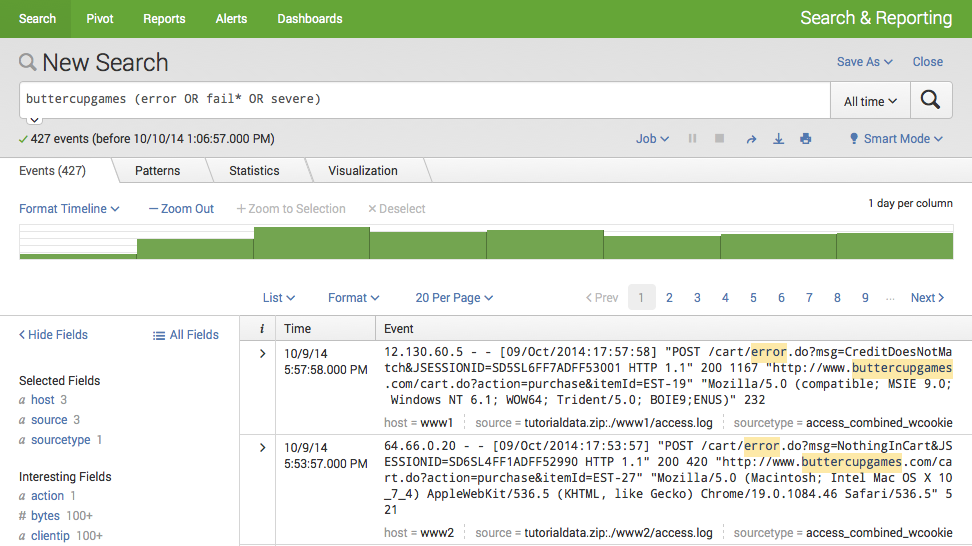 Search Pivot Reports Alerts Dashboards Search & Reporting
New Search Save As Close
buttercupgames (error OR fail* OR severe) All time
427 events (before 10/10/14 1:06:57.000 PM) Job Smart Mode
Events (427) Patterns Statistics Visualization
Format Timeline — Zoom Out + Zoom to Selection × Deselect 1 day per column
List Format 20 Per Page < Prev 1 2 3 4 5 6 7 8 9 ... Next >
< Hide Fields All Fields i Time Event
Selected Fields
a host 3
a source 3
a sourcetype 1
Interesting Fields
a action 1
# bytes 100+
a clientip 100+
> 10/9/14
5:57:58.000 PM
12.130.60.5 - - [09/Oct/2014:17:57:58] "POST /cart/error.do?msg=CreditDoesNotMa
tch&JSESSIONID=SD5SL6FF7ADFF53001 HTTP 1.1" 200 1167 "http://www.buttercupgames
.com/cart.do?action=purchase&itemId=EST-19" "Mozilla/5.0 (compatible; MSIE 9.0;
Windows NT 6.1; WOW64; Trident/5.0; BOIE9;ENUS)" 232
host = www1 source = tutorialdata.zip:./www1/access.log sourcetype = access_combined_wcookie
> 10/9/14
5:53:57.000 PM
64.66.0.20 - - [09/Oct/2014:17:53:57] "POST /cart/error.do?msg=NothingInCart&JS
ESSIONID=SD6SL4FF1ADFF52990 HTTP 1.1" 200 420 "http://www.buttercupgames.com/ca
rt.do?action=purchase&itemId=EST-27" "Mozilla/5.0 (Macintosh; Intel Mac OS X 10
_7_4) AppleWebKit/536.5 (KHTML, like Gecko) Chrome/19.0.1084.46 Safari/536.5" 5
21
host = www2 source = tutorialdata.zip:./www2/access.log sourcetype = access_combined_wcookie